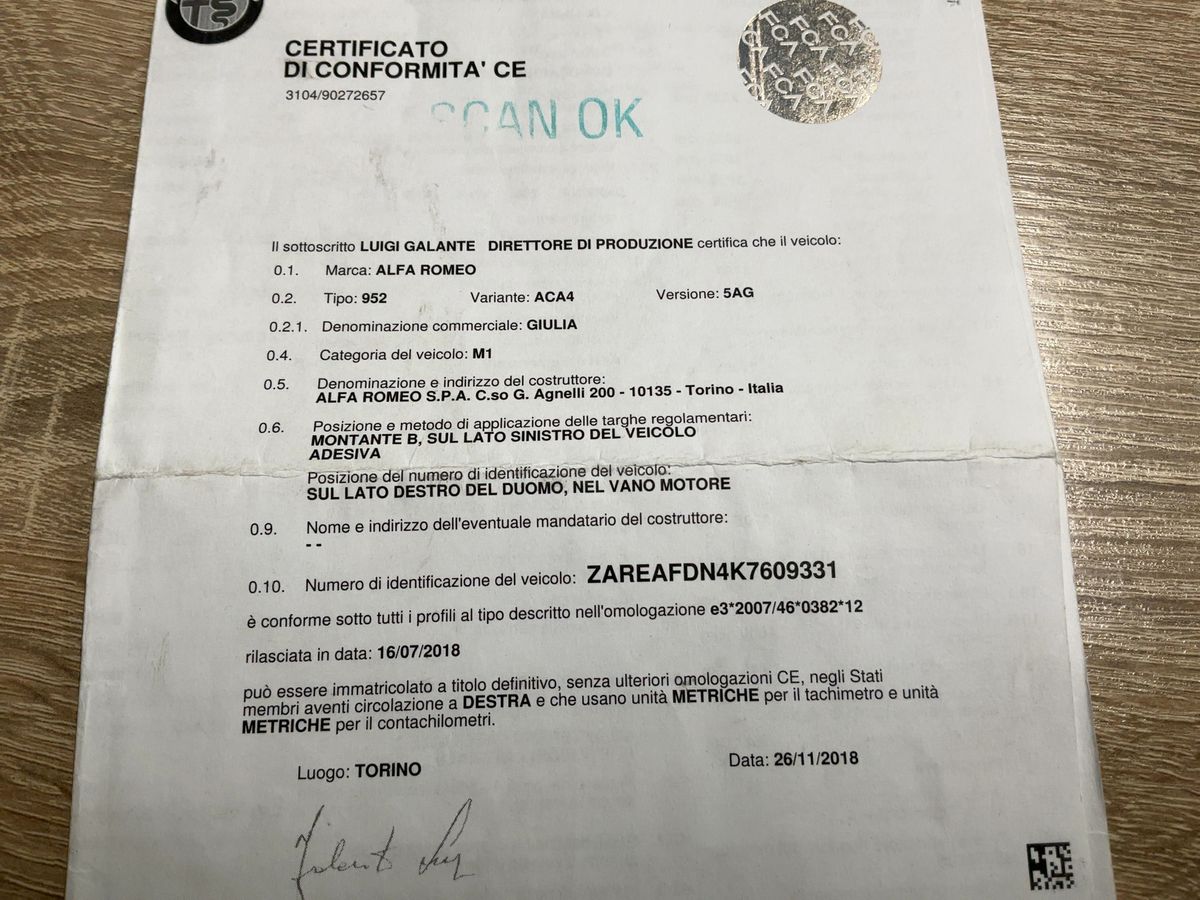 CERTIFICATO
DI CONFORMITA' CE
3104/90272657
SCAN OK
FCA FCA
FCA FCA
FCA FCA
Il sottoscritto LUIGI GALANTE DIRETTORE DI PRODUZIONE certifica che il veicolo:
0.1. Marca: ALFA ROMEO
0.2. Tipo: 952 Variante: ACA4 Versione: 5AG
0.2.1. Denominazione commerciale: GIULIA
0.4. Categoria del veicolo: M1
0.5. Denominazione e indirizzo del costruttore:
ALFA ROMEO S.P.A. C.so G. Agnelli 200 - 10135 - Torino - Italia
0.6. Posizione e metodo di applicazione delle targhe regolamentari:
MONTANTE B, SUL LATO SINISTRO DEL VEICOLO
ADESIVA
Posizione del numero di identificazione del veicolo:
SUL LATO DESTRO DEL DUOMO, NEL VANO MOTORE
0.9. Nome e indirizzo dell'eventuale mandatario del costruttore:
- -
0.10. Numero di identificazione del veicolo: ZAREAFDN4K7609331
è conforme sotto tutti i profili al tipo descritto nell'omologazione e3*2007/46*0382*12
rilasciata in data: 16/07/2018
può essere immatricolato a titolo definitivo, senza ulteriori omologazioni CE, negli Stati
membri aventi circolazione a DESTRA e che usano unità METRICHE per il tachimetro e unità
METRICHE per il contachilometri.
Luogo: TORINO Data: 26/11/2018